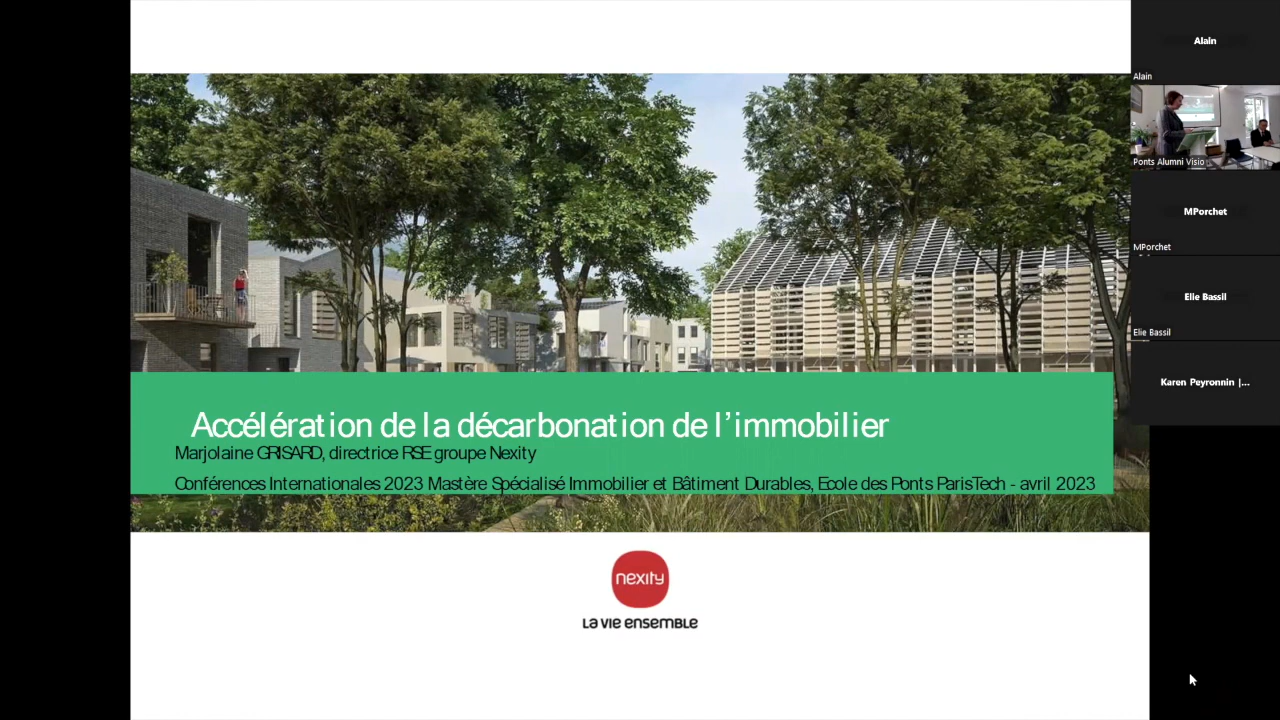 Accélération de la décarbonation de l'immobilier
Marjolaine GRISARD, directrice RSE groupe Nexity
Conférences Internationales 2023 Mastère Spécialisé Immobilier et Bâtiment Durables, Ecole des Ponts ParisTech - avril 2023
nexity
LA VIE ENSEMBLE
Alain
Alain
Ponts Alumni Visio
MPorchet
MPorchet
Elie Bassil
Elie Bassil
Karen Peyronnin |...